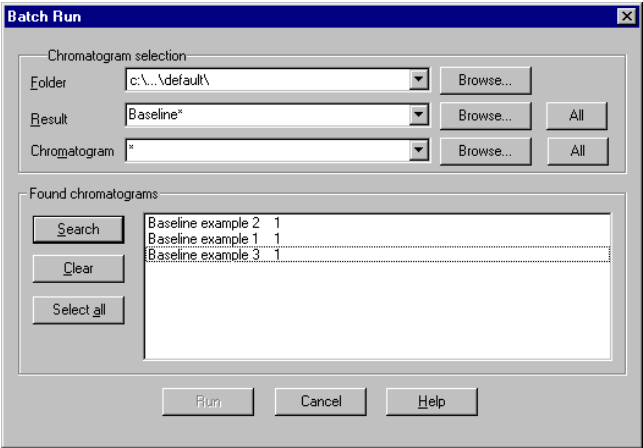 Batch Run
Chromatogram selection
Folder c:\...\default\ Browse...
Result Baseline* Browse... All
Chromatogram * Browse... All
Found chromatograms
Search
Clear
Select all
Baseline example 2 1
Baseline example 1 1
Baseline example 3 1
Run Cancel Help